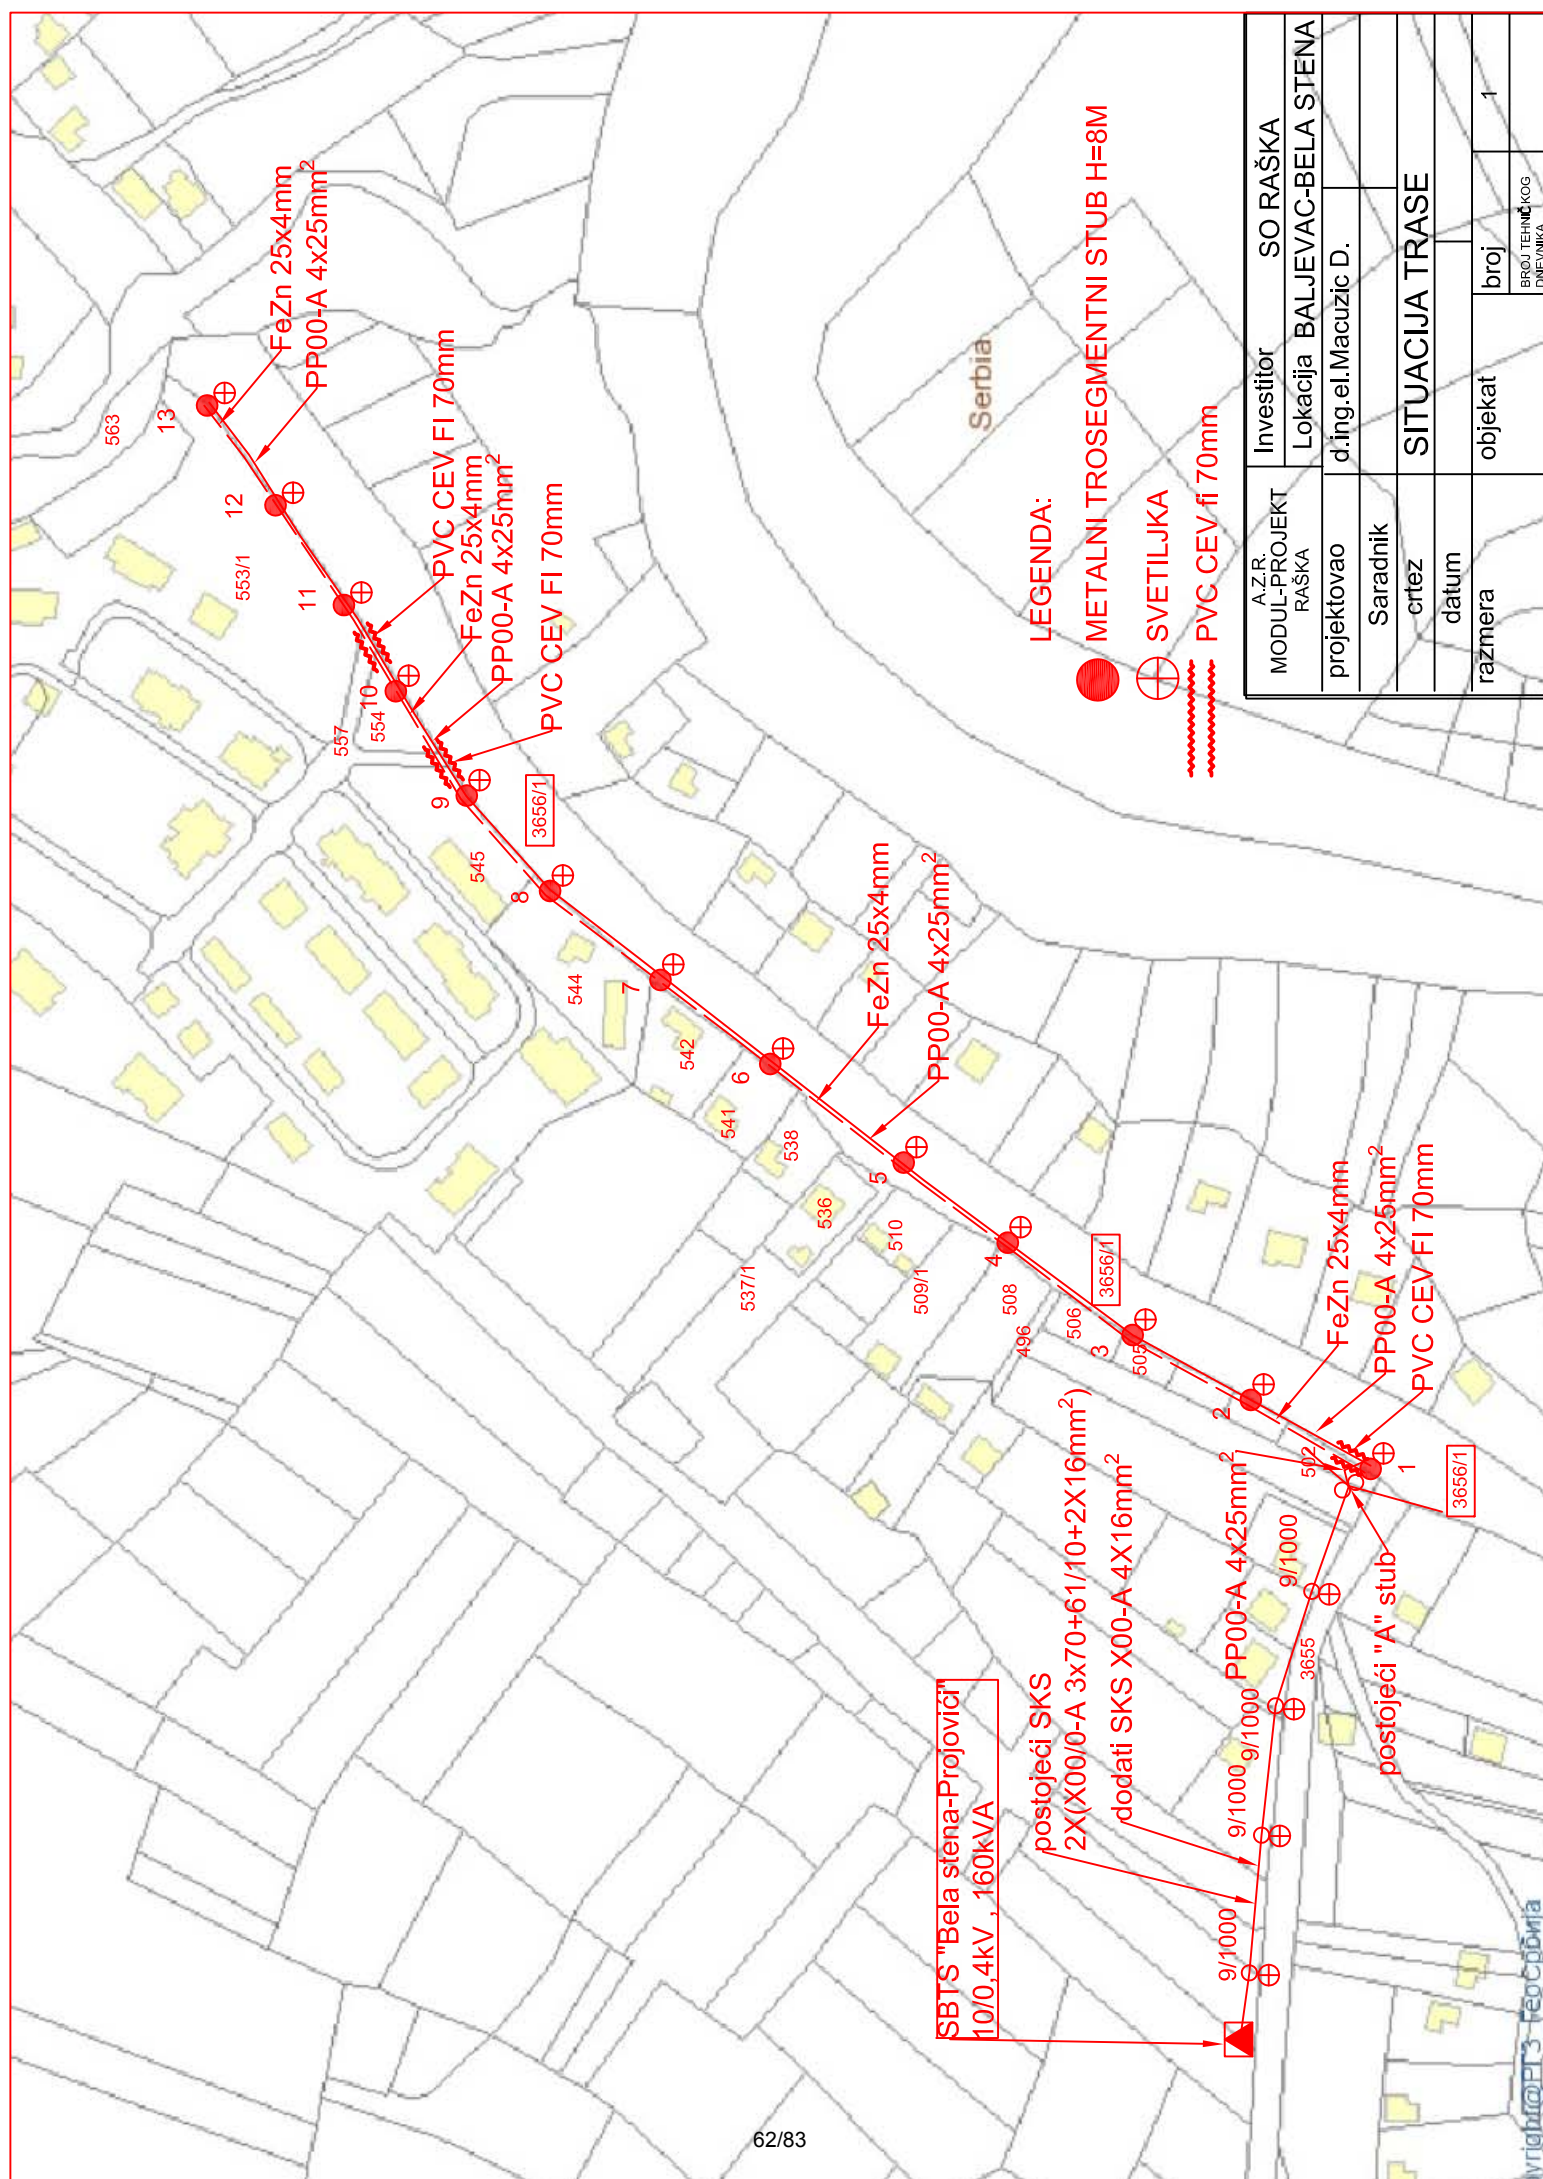 563
13
FeZn 25x4mm
PP00-A 4x25mm²
12
553/1
11
PVC CEV FI 70mm
FeZn 25x4mm
PP00-A 4x25mm²
PVC CEV FI 70mm
10
554
557
9
3656/1
545
8
544
7
542
6
541
538
FeZn 25x4mm
PP00-A 4x25mm²
5
536
510
537/1
509/1
4
508
3656/1
506
496
3
505
2
FeZn 25x4mm
PP00-A 4x25mm²
PVC CEV FI 70mm
502
1
3656/1
SBTS "Bela stena-Projovići"
10/0,4kV , 160kVA
postojeći SKS
2X(X00/0-A 3x70+61/10+2X16mm²)
dodati SKS X00-A 4X16mm²
PP00-A 4x25mm²
9/1000
9/1000
9/1000
9/1000
3655
postojeći "A" stub
Serbia
LEGENDA:
METALNI TROSEGMENTNI STUB H=8M
SVETILJKA
PVC CEV fi 70mm
A.Z.R.
MODUL-PROJEKT
RAŠKA
Investitor SO RAŠKA
Lokacija BALJEVAC-BELA STENA
projektovao d.ing.el.Macuzic D.
Saradnik
crtez SITUACIJA TRASE
datum
razmera objekat broj 1
BROJ TEHNIČKOG
DNEVNIKA
62/83
yright@РГЗ-ГеоСрбија